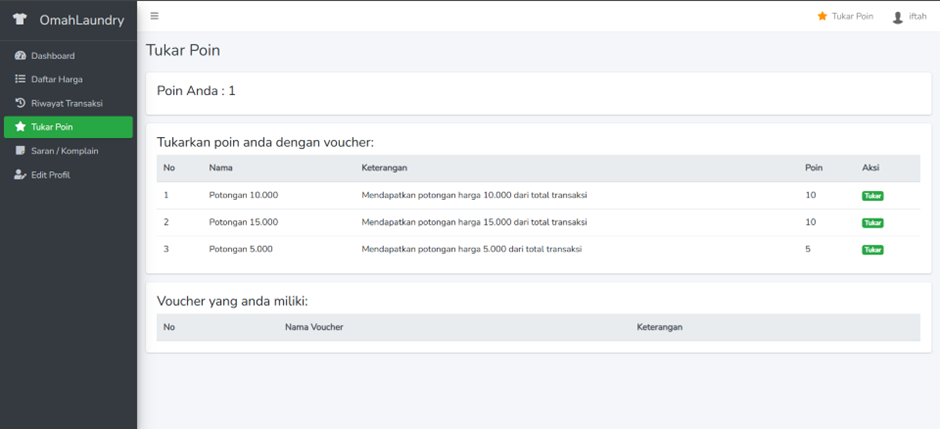 OmahLaundry
Tukar Poin
iftah
Dashboard
Daftar Harga
Riwayat Transaksi
Tukar Poin
Saran / Komplain
Edit Profil
Tukar Poin
Poin Anda : 1
Tukarkan poin anda dengan voucher:
No Nama Keterangan Poin Aksi
1 Potongan 10.000 Mendapatkan potongan harga 10.000 dari total transaksi 10 Tukar
2 Potongan 15.000 Mendapatkan potongan harga 15.000 dari total transaksi 10 Tukar
3 Potongan 5.000 Mendapatkan potongan harga 5.000 dari total transaksi 5 Tukar
Voucher yang anda miliki:
No Nama Voucher Keterangan